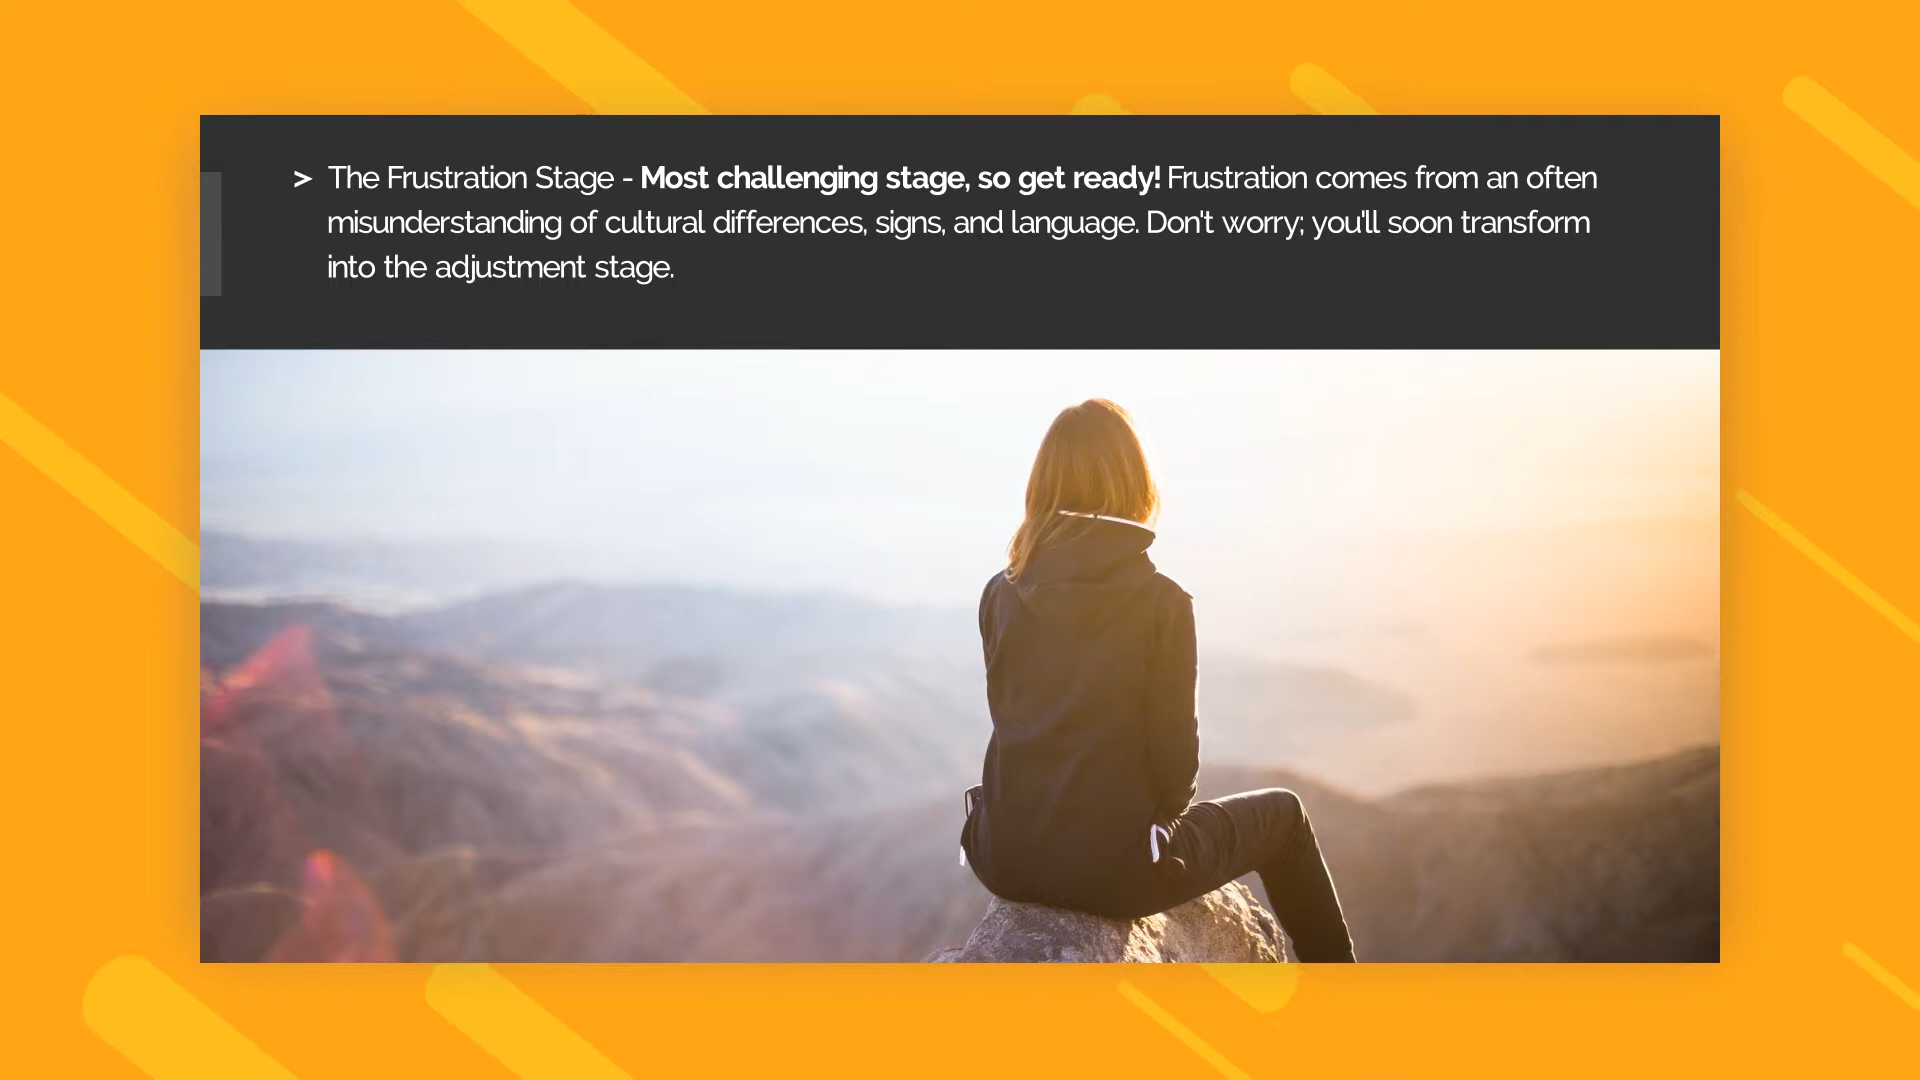 > The Frustration Stage - Most challenging stage, so get ready! Frustration comes from an often
misunderstanding of cultural differences, signs, and language. Don't worry; you'll soon transform
into the adjustment stage.